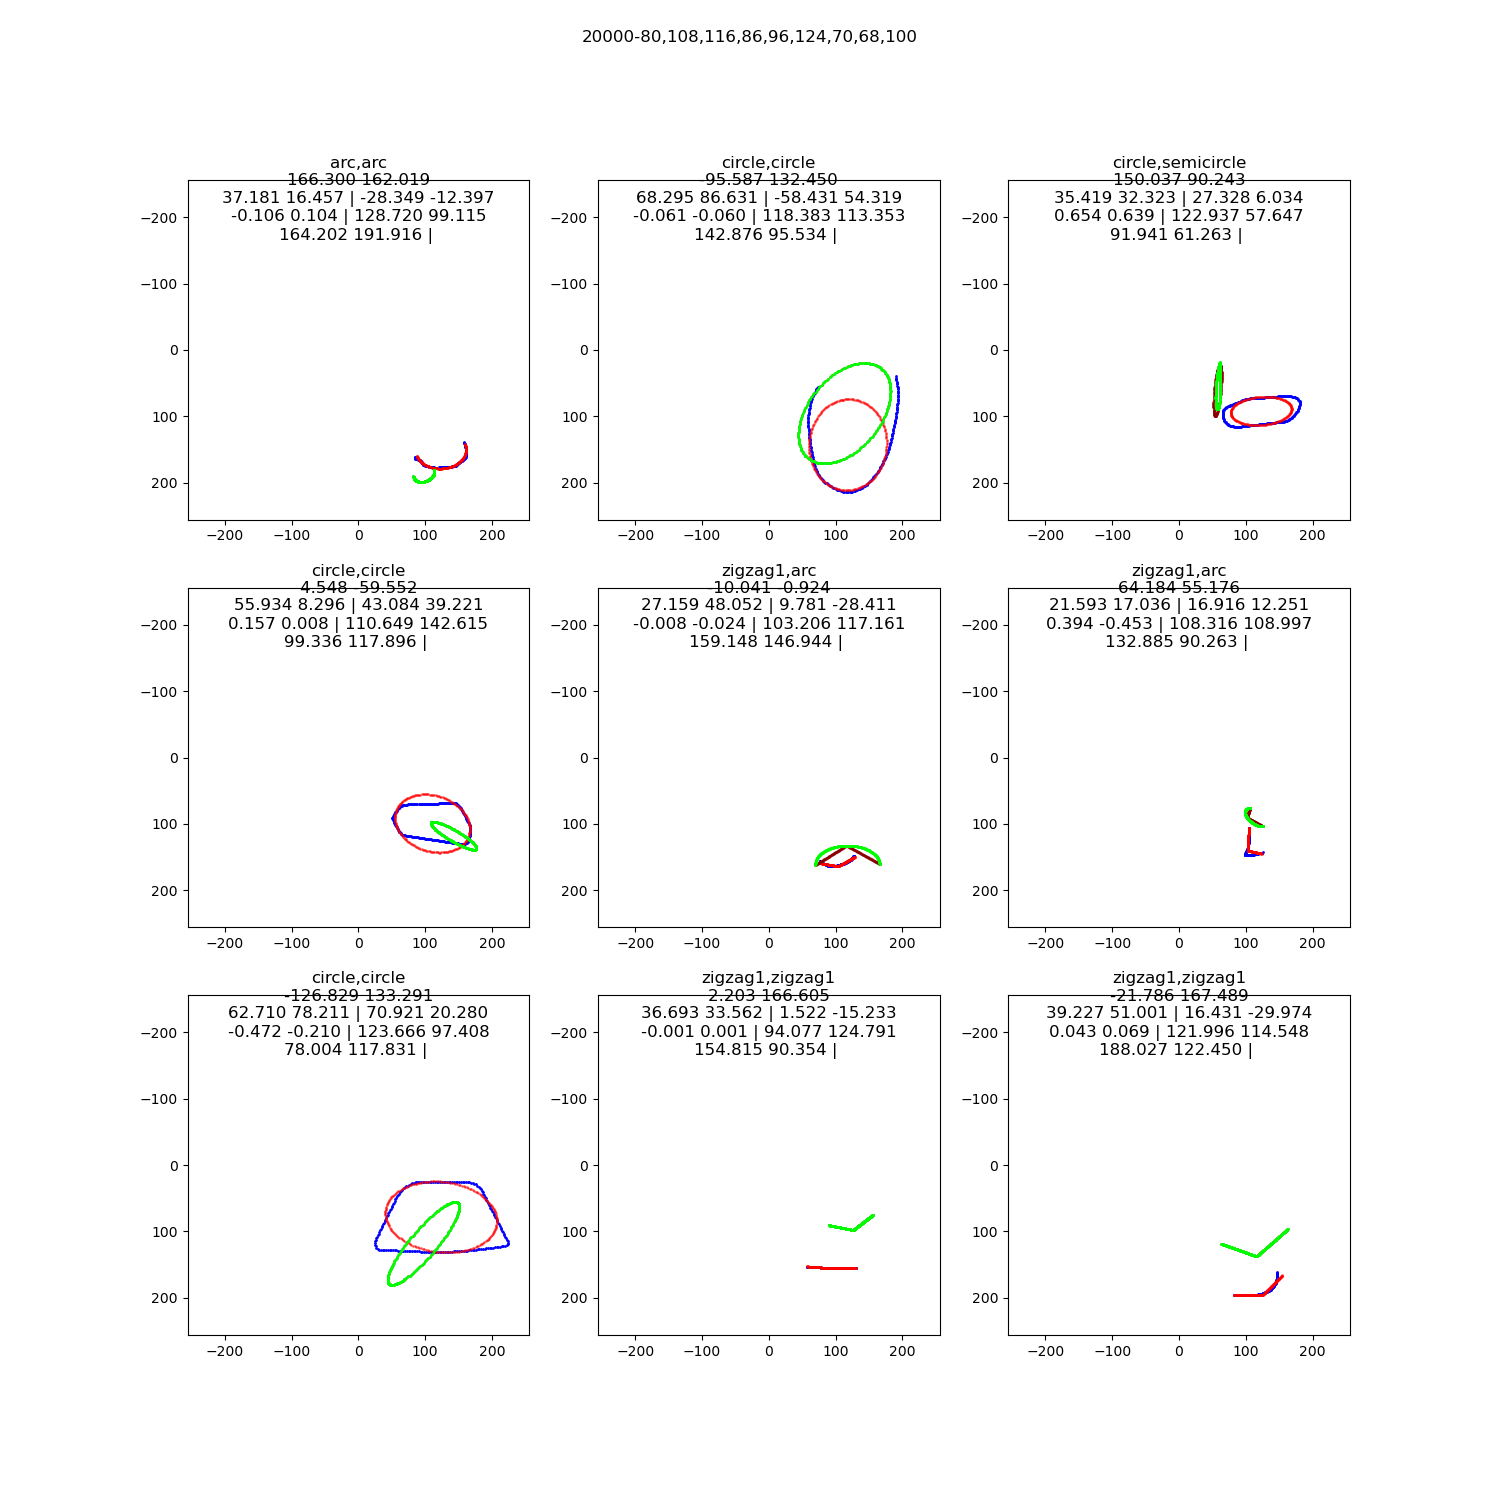 20000-80,108,116,86,96,124,70,68,100
arc,arc
166.300 162.019
37.181 16.457 | -28.349 -12.397
-0.106 0.104 | 128.720 99.115
164.202 191.916 |
−200
−100
0
100
200
−200 −100 0 100 200
circle,circle
-95.587 132.450
68.295 86.631 | -58.431 54.319
-0.061 -0.060 | 118.383 113.353
142.876 95.534 |
−200
−100
0
100
200
−200 −100 0 100 200
circle,semicircle
150.037 90.243
35.419 32.323 | 27.328 6.034
0.654 0.639 | 122.937 57.647
91.941 61.263 |
−200
−100
0
100
200
−200 −100 0 100 200
circle,circle
4.548 -59.552
55.934 8.296 | 43.084 39.221
0.157 0.008 | 110.649 142.615
99.336 117.896 |
−200
−100
0
100
200
−200 −100 0 100 200
zigzag1,arc
-10.041 -0.924
27.159 48.052 | 9.781 -28.411
-0.008 -0.024 | 103.206 117.161
159.148 146.944 |
−200
−100
0
100
200
−200 −100 0 100 200
zigzag1,arc
64.184 55.176
21.593 17.036 | 16.916 12.251
0.394 -0.453 | 108.316 108.997
132.885 90.263 |
−200
−100
0
100
200
−200 −100 0 100 200
circle,circle
-126.829 133.291
62.710 78.211 | 70.921 20.280
-0.472 -0.210 | 123.666 97.408
78.004 117.831 |
−200
−100
0
100
200
−200 −100 0 100 200
zigzag1,zigzag1
2.203 166.605
36.693 33.562 | 1.522 -15.233
-0.001 0.001 | 94.077 124.791
154.815 90.354 |
−200
−100
0
100
200
−200 −100 0 100 200
zigzag1,zigzag1
-21.786 167.489
39.227 51.001 | 16.431 -29.974
0.043 0.069 | 121.996 114.548
188.027 122.450 |
−200
−100
0
100
200
−200 −100 0 100 200